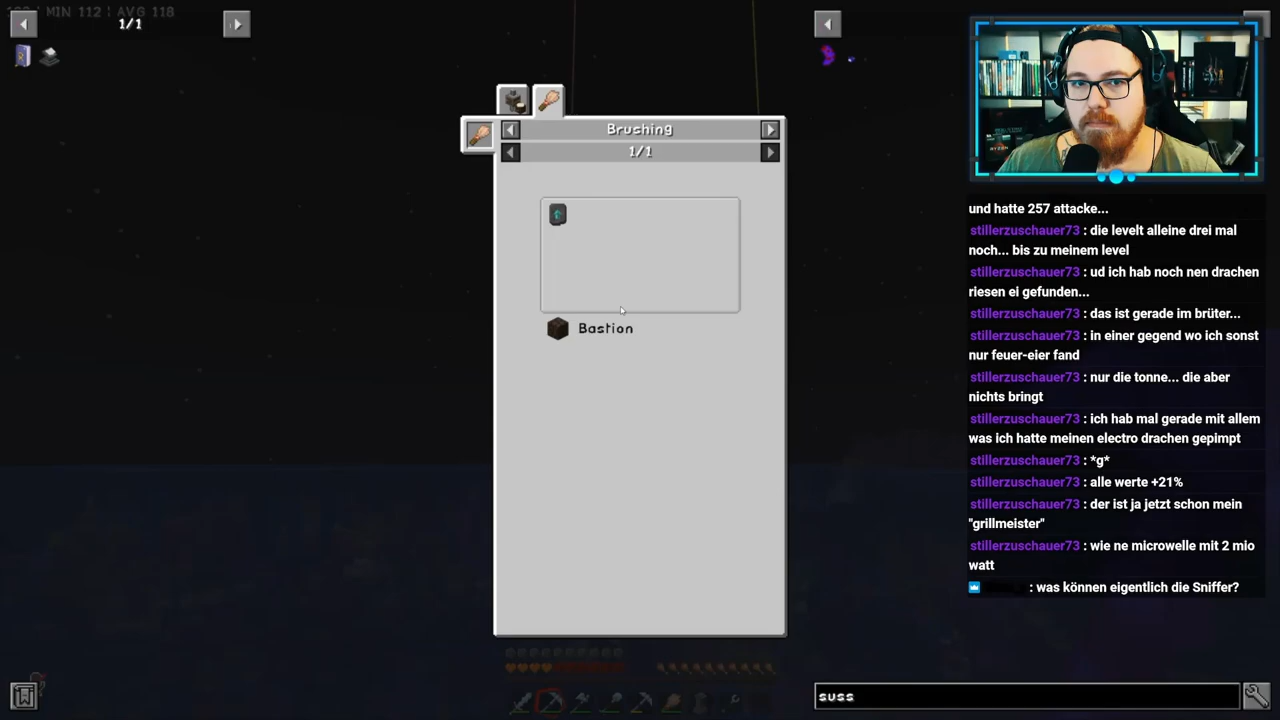 MIN 112 | AVG 118
1/1
Brushing
1/1
Bastion
und hatte 257 attacke...
stillerzuschauer73 : die levelt alleine drei mal
noch... bis zu meinem level
stillerzuschauer73 : ud ich hab noch nen drachen
riesen ei gefunden...
stillerzuschauer73 : das ist gerade im brüter...
stillerzuschauer73 : in einer gegend wo ich sonst
nur feuer-eier fand
stillerzuschauer73 : nur die tonne... die aber
nichts bringt
stillerzuschauer73 : ich hab mal gerade mit allem
was ich hatte meinen electro drachen gepimpt
stillerzuschauer73 : *g*
stillerzuschauer73 : alle werte +21%
stillerzuschauer73 : der ist ja jetzt schon mein
"grillmeister"
stillerzuschauer73 : wie ne microwelle mit 2 mio
watt
: was können eigentlich die Sniffer?
suss